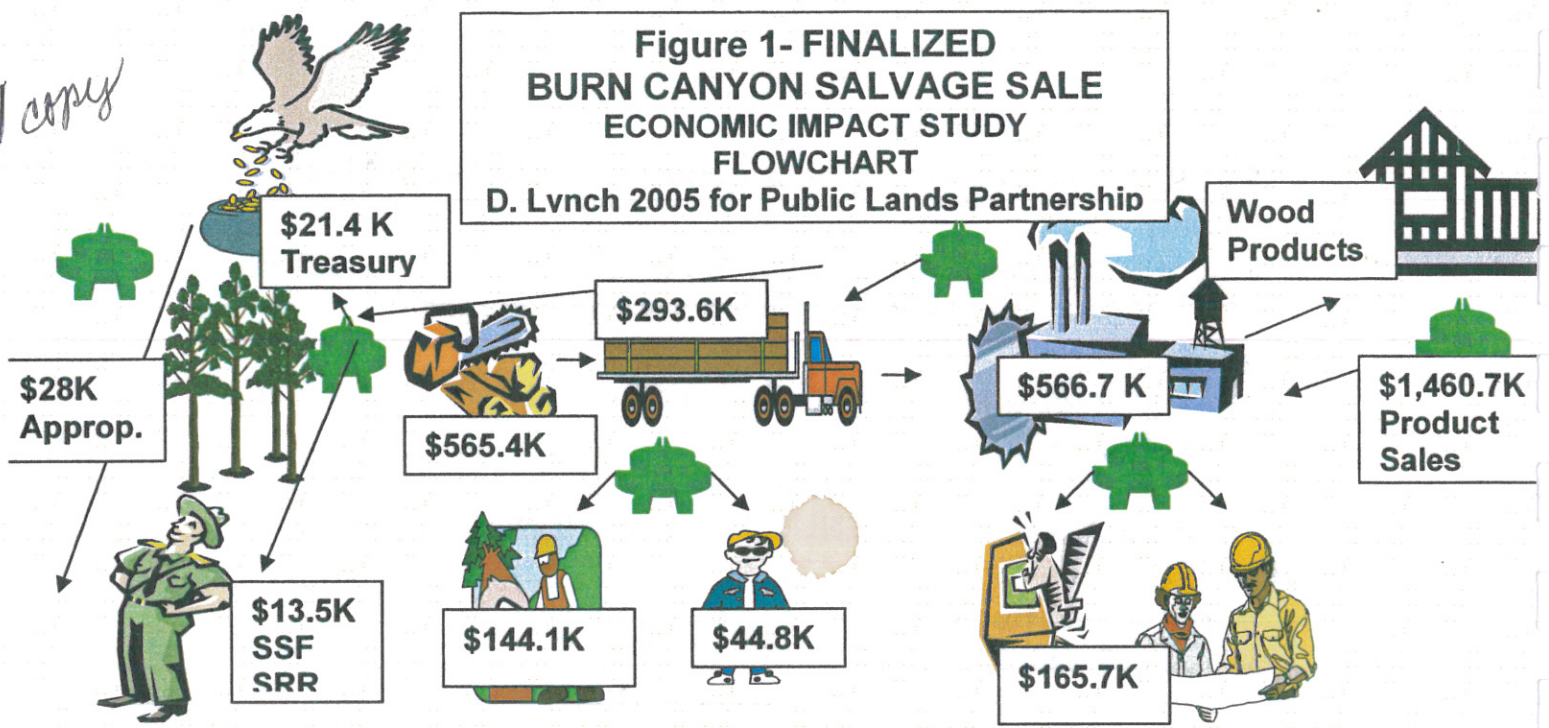 copy
Figure 1- FINALIZED
BURN CANYON SALVAGE SALE
ECONOMIC IMPACT STUDY
FLOWCHART
D. Lynch 2005 for Public Lands Partnership
$21.4 K
Treasury
Wood
Products
$293.6K
$28K
Approp.
$565.4K
$566.7 K
$1,460.7K
Product
Sales
$13.5K
SSF
SRR
$144.1K
$44.8K
$165.7K